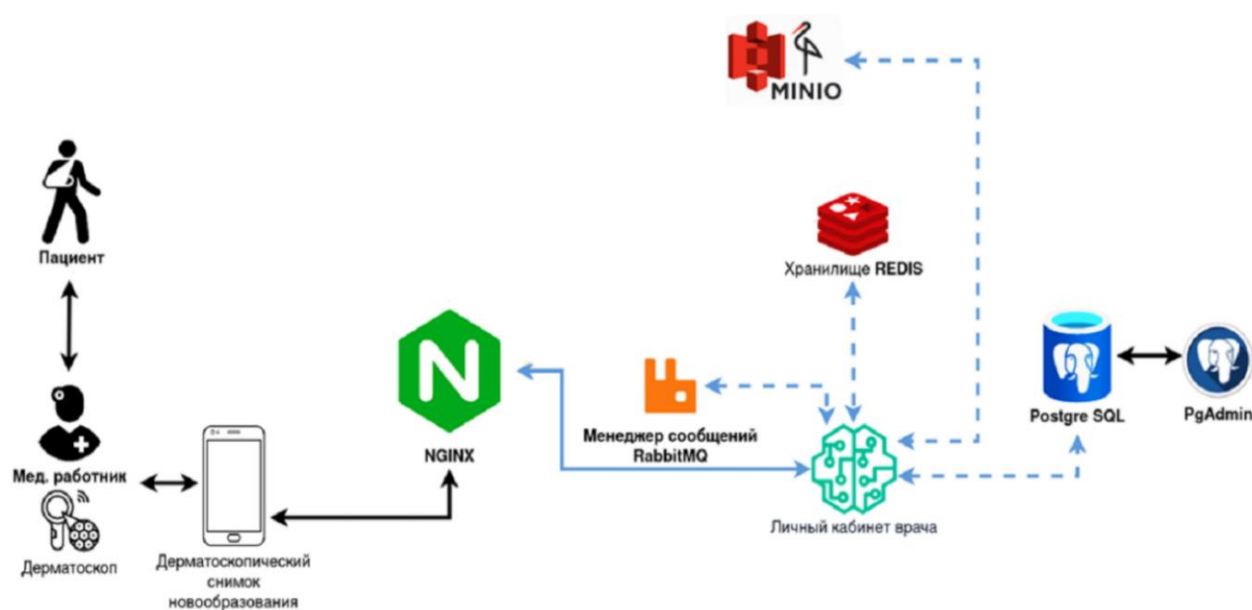 MINIO
Пациент
Хранилище REDIS
Мед. работник
Дерматоскоп
Дерматоскопический
снимок
новообразования
N
NGINX
Менеджер сообщений
RabbitMQ
Личный кабинет врача
Postgre SQL
PgAdmin